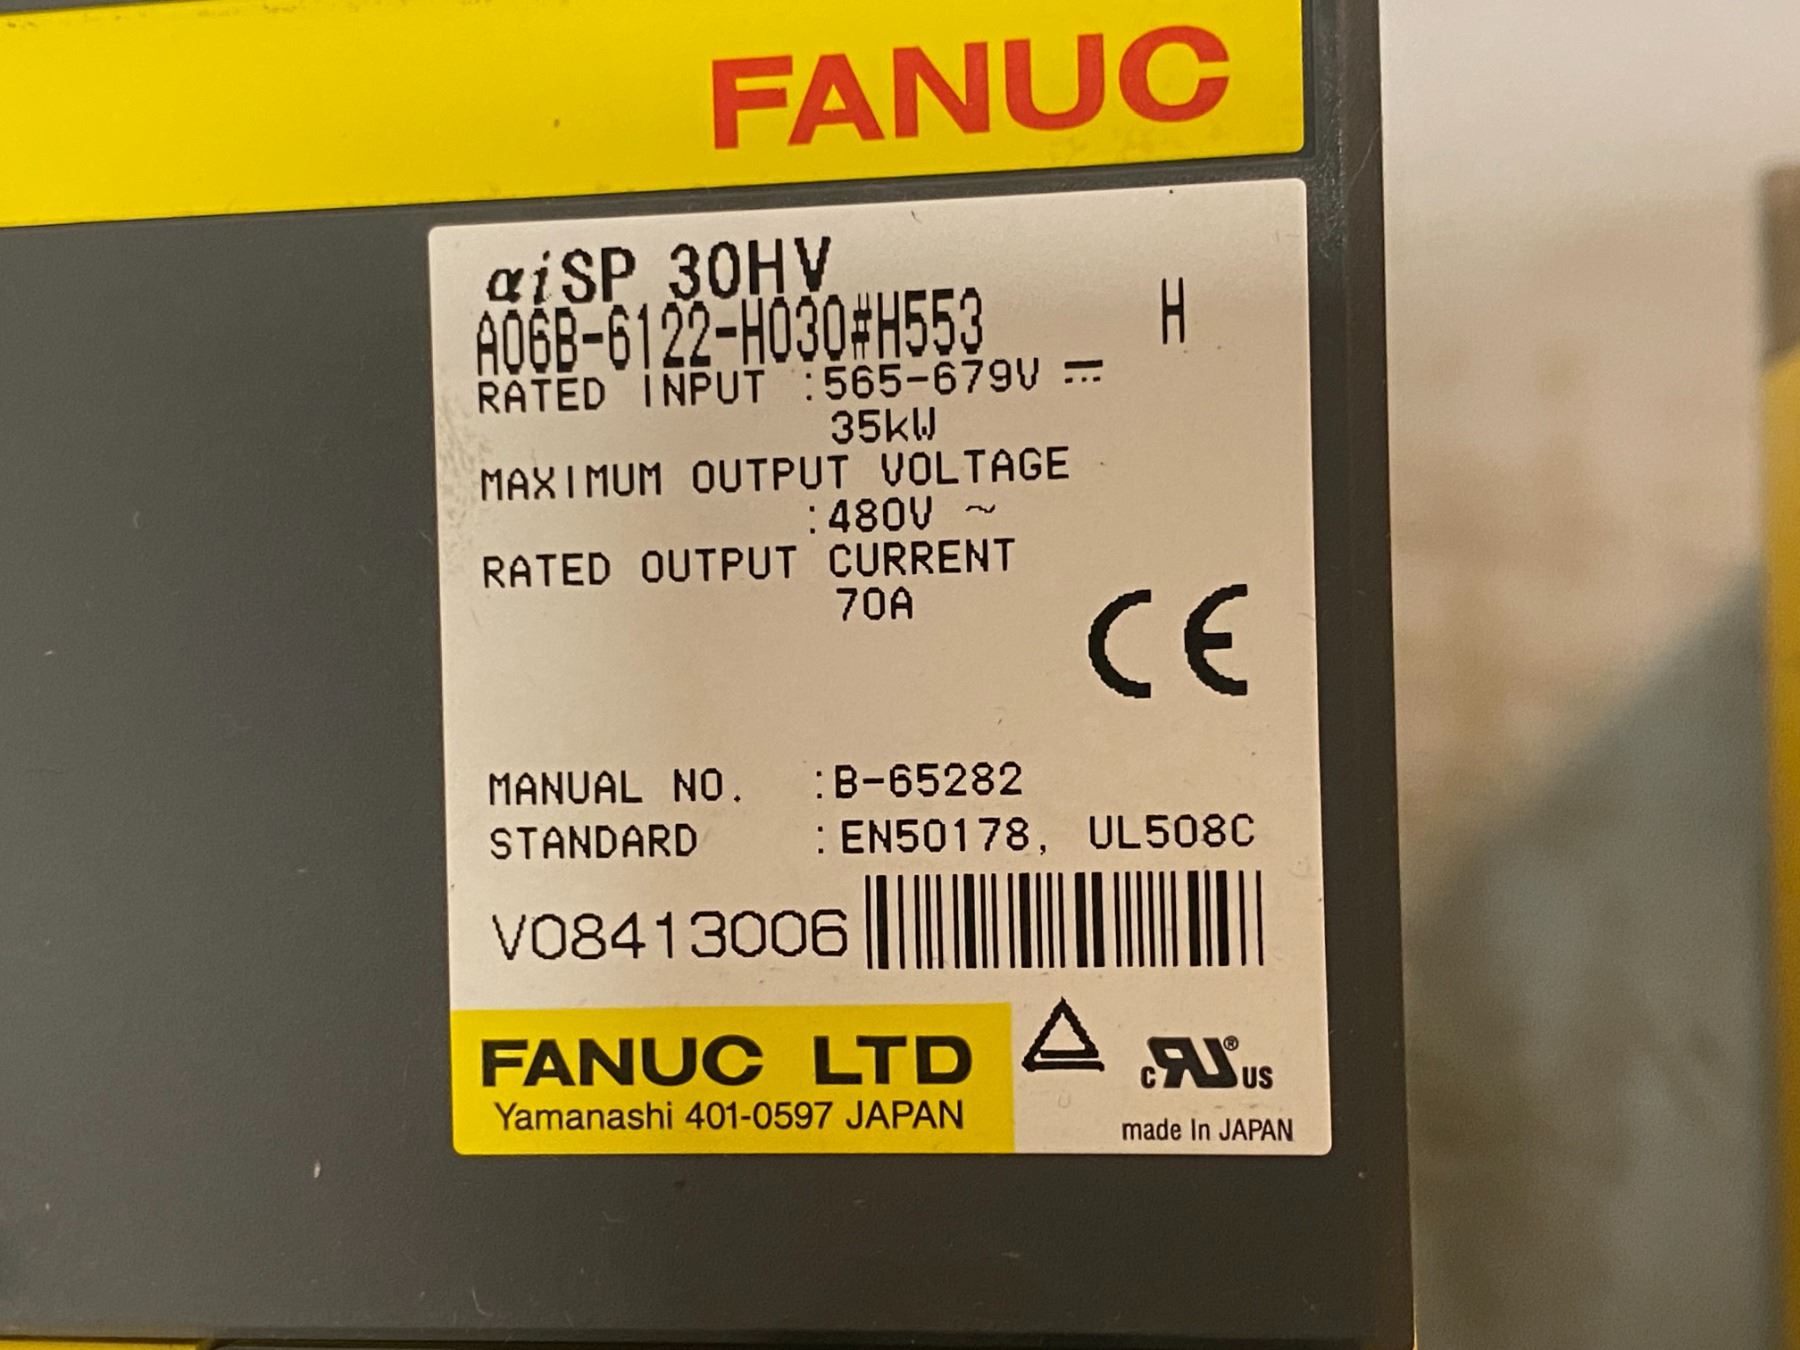 FANUC
αiSP 30HV
A06B-6122-H030#H553 H
RATED INPUT :565-679V ⎓
35kW
MAXIMUM OUTPUT VOLTAGE
:480V ~
RATED OUTPUT CURRENT
70A
CE
MANUAL NO. :B-65282
STANDARD :EN50178, UL508C
V08413006
FANUC LTD
Yamanashi 401-0597 JAPAN
c RU ® US
made In JAPAN